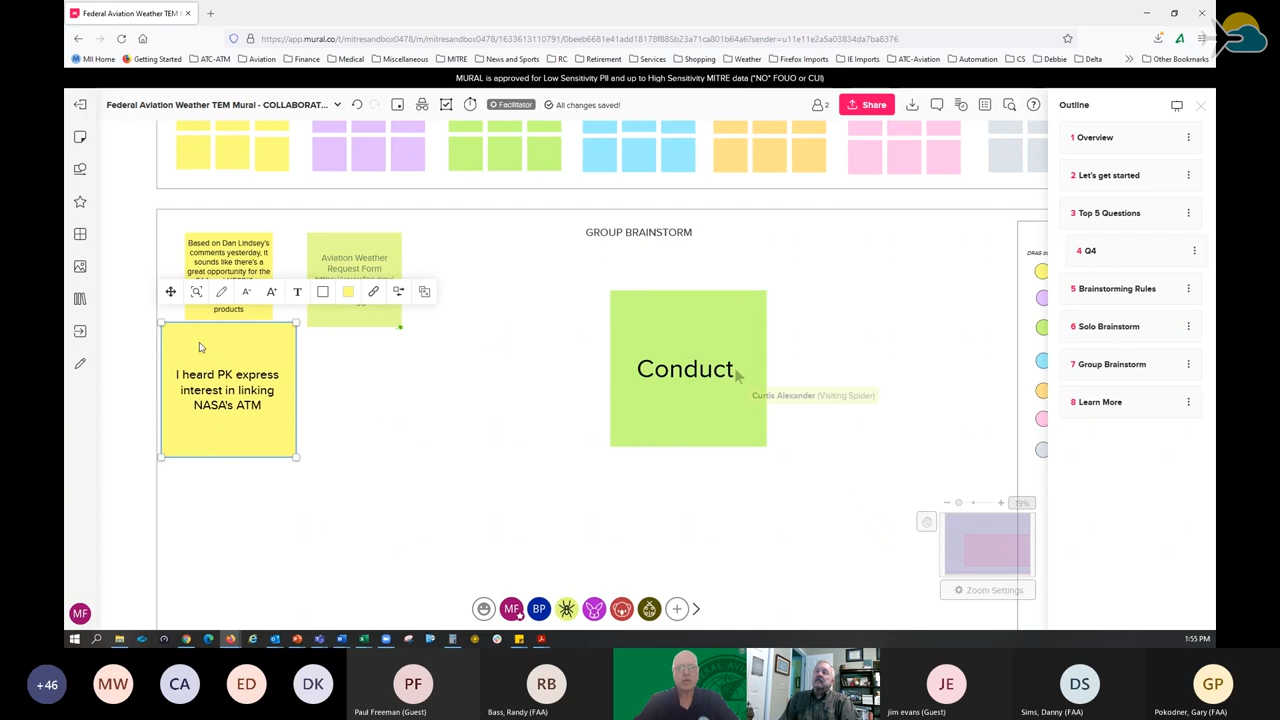 Federal Aviation Weather TEM M
https://app.mural.co/t/mitresandbox0478/m/mitresandbox0478/1633613110791/0beeb6681e41add18178f885b23a71ca801b64a6?sender=u11e11e2a5a03834da7ba8376
MII Home Getting Started ATC-ATM Aviation Finance Medical Miscellaneous MITRE News and Sports RC Retirement Services Shopping Weather Firefox Imports IE Imports ATC-Aviation Automation CS Debbie Delta Other Bookmarks
MURAL is approved for Low Sensitivity PII and up to High Sensitivity MITRE data ("NO" FOUO or CUI)
Federal Aviation Weather TEM Mural - COLLABORAT... Facilitator All changes saved! 2 Share
Outline
1 Overview
2 Let's get started
3 Top 5 Questions
4 Q4
5 Brainstorming Rules
6 Solo Brainstorm
7 Group Brainstorm
8 Learn More
GROUP BRAINSTORM
Based on Dan Lindsey's
comments yesterday, it
sounds like there's a
great opportunity for the
products
Aviation Weather
Request Form
I heard PK express
interest in linking
NASA's ATM
Conduct
Curtis Alexander (Visiting Spider)
19%
Zoom Settings
MF
MF BP
1:55 PM
+46 MW CA ED DK PF RB JE DS GP
Paul Freeman (Guest) Bass, Randy (FAA) jim evans (Guest) Sims, Danny (FAA) Pokodner, Gary (FAA)